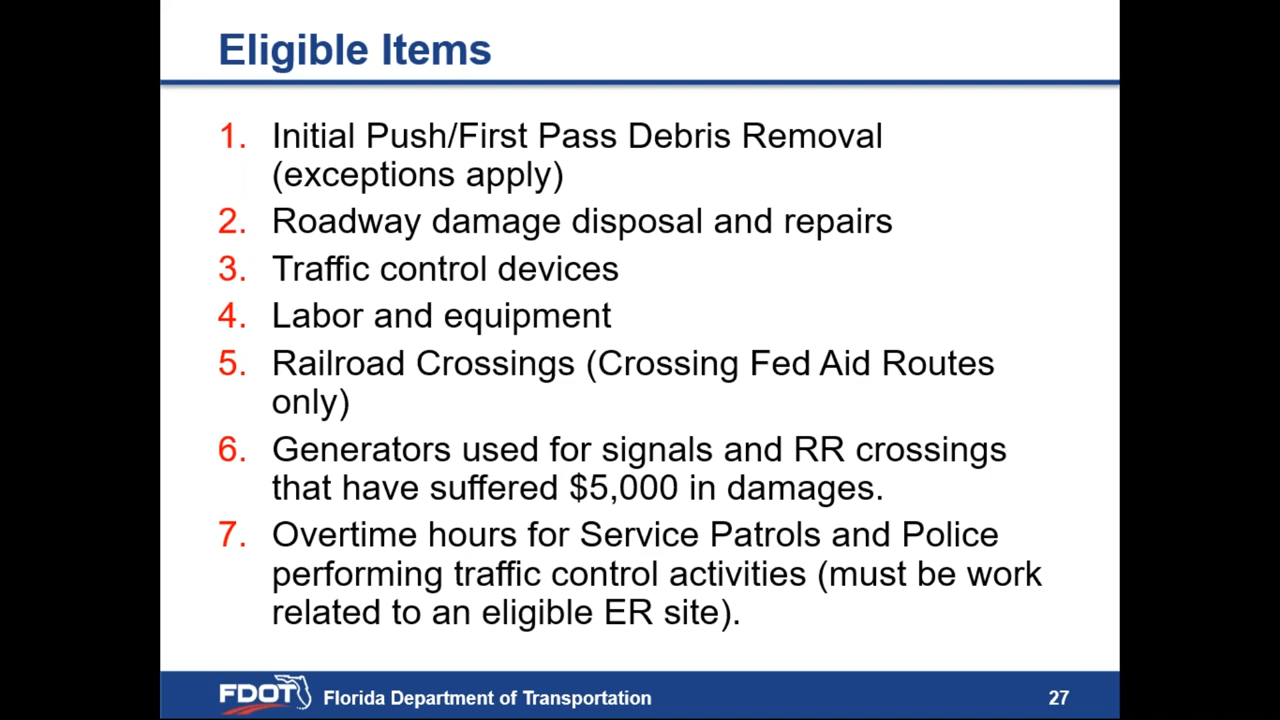 Eligible Items
1. Initial Push/First Pass Debris Removal
(exceptions apply)
2. Roadway damage disposal and repairs
3. Traffic control devices
4. Labor and equipment
5. Railroad Crossings (Crossing Fed Aid Routes
only)
6. Generators used for signals and RR crossings
that have suffered $5,000 in damages.
7. Overtime hours for Service Patrols and Police
performing traffic control activities (must be work
related to an eligible ER site).
FDOT Florida Department of Transportation 27